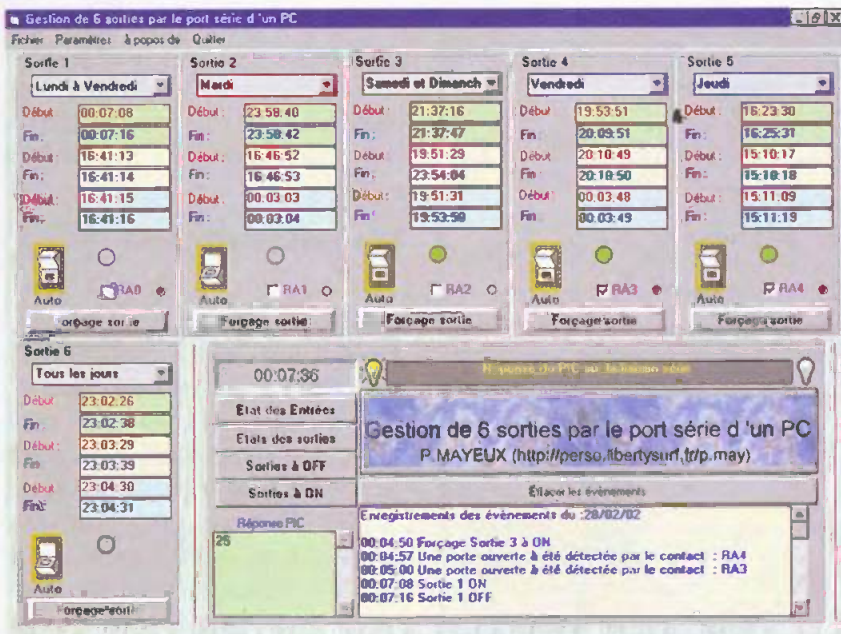 Gestion de 6 sorties par le port série d 'un PC
Fichier Paramètres à propos de Quitter
Sortie 1
Lundi à Vendredi
Début : 00:07:08
Fin : 00:07:16
Début : 16:41:13
Fin : 16:41:14
Début : 16:41:15
Fin : 16:41:16
Auto
RA0
Forçage sortie
Sortie 2
Mardi
Début : 23:58:40
Fin : 23:58:42
Début : 16:46:52
Fin : 16:46:53
Début : 00:03:03
Fin : 00:03:04
Auto
RA1
Forçage sortie
Sortie 3
Samedi et Dimanch
Début : 21:37:16
Fin : 21:37:47
Début : 19:51:29
Fin : 23:54:04
Début : 19:51:31
Fin : 19:53:50
Auto
RA2
Forçage sortie
Sortie 4
Vendredi
Début : 19:53:51
Fin : 20:09:51
Début 20:10:49
Fin : 20:10:50
Début : 00:03:48
Fin 00:03:49
Auto
RA3
Forçage sortie
Sortie 5
Jeudi
Début : 16:23:30
Fin : 16:25:31
Début : 15:10:17
Fin : 15:10:18
Début : 15:11:09
Fin : 15:11:19
Auto
RA4
Forçage sortie
Sortie 6
Tous les jours
Début 23:02:26
Fin : 23:02:38
Début : 23:03:29
Fin 23:03:39
Début 23:04:30
Fin : 23:04:31
Auto
Forçage sortie
00:07:36
Etat des Entrées
Etats des sorties
Sorties à OFF
Sorties à ON
Réponse PIC
25
Réponse du PIC sur la liaison série
Gestion de 6 sorties par le port série d 'un PC
P.MAYEUX (http://perso.libertysurf.fr/p.may)
Effacer les évènements
Enregistrements des évènements du :28/02/02
00:04:50 Forçage Sortie 3 à ON
00:04:57 Une porte ouverte à été détectée par le contact : RA4
00:05:00 Une porte ouverte à été détectée par le contact : RA3
00:07:08 Sortie 1 ON
00:07:16 Sortie 1 OFF